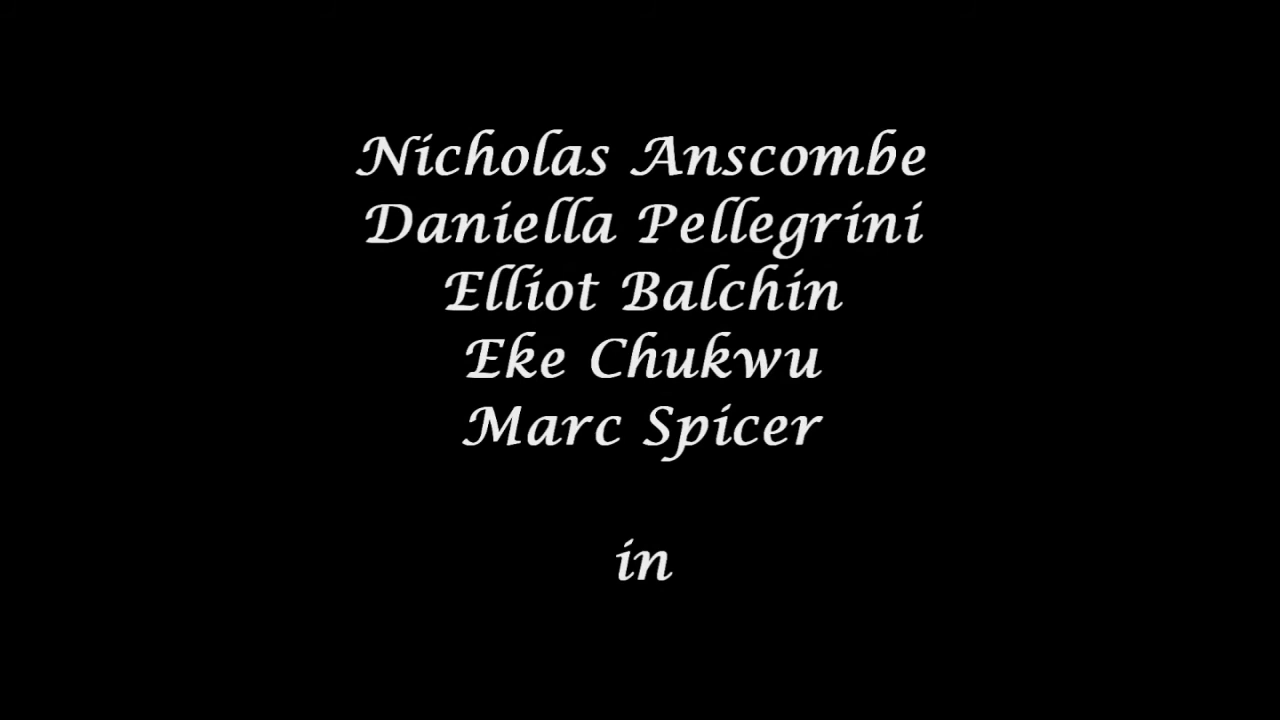 Nicholas Anscombe
Daniella Pellegrini
Elliot Balchin
Eke Chukwu
Marc Spicer
in